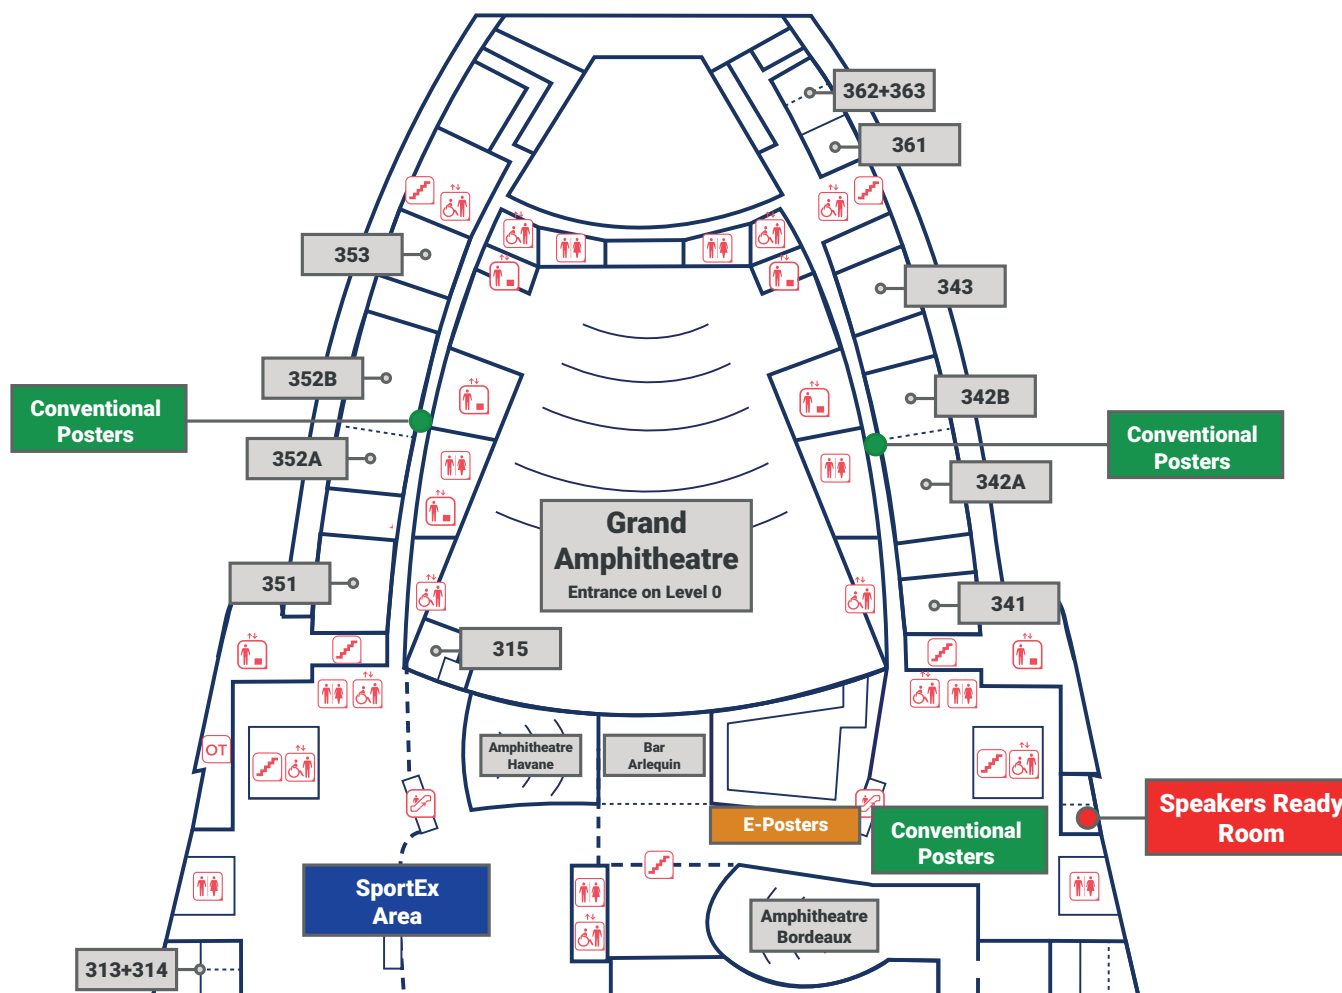 362+363
361
353
343
352B
342B
Conventional
Posters
Conventional
Posters
352A
342A
Grand
Amphitheatre
Entrance on Level 0
351
341
315
OT
Amphitheatre
Havane
Bar
Arlequin
E-Posters
Conventional
Posters
Speakers Ready
Room
SportEx
Area
Amphitheatre
Bordeaux
313+314